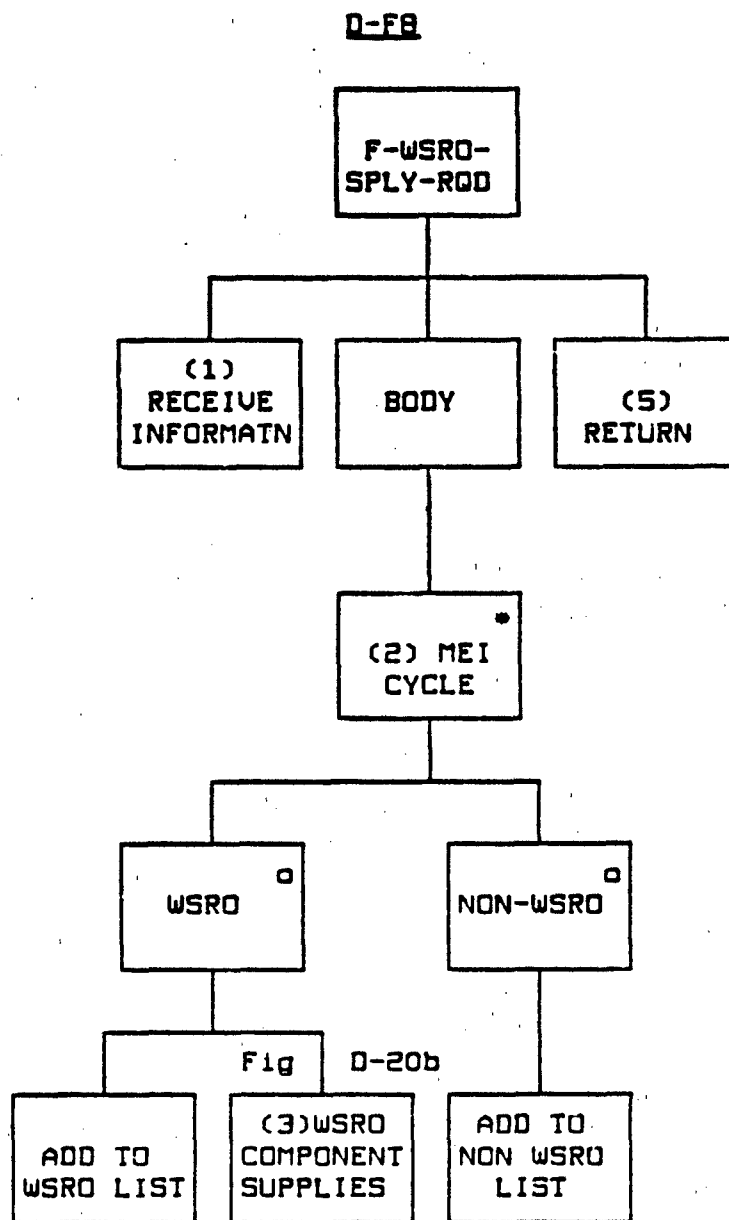 D-F8
F-WSRO-
SPLY-RQD
(1)
RECEIVE
INFORMATN
BODY
(5)
RETURN
*
(2) MEI
CYCLE
o
WSRO
o
NON-WSRO
Fig D-20b
ADD TO
WSRO LIST
(3)WSRO
COMPONENT
SUPPLIES
ADD TO
NON WSRO
LIST